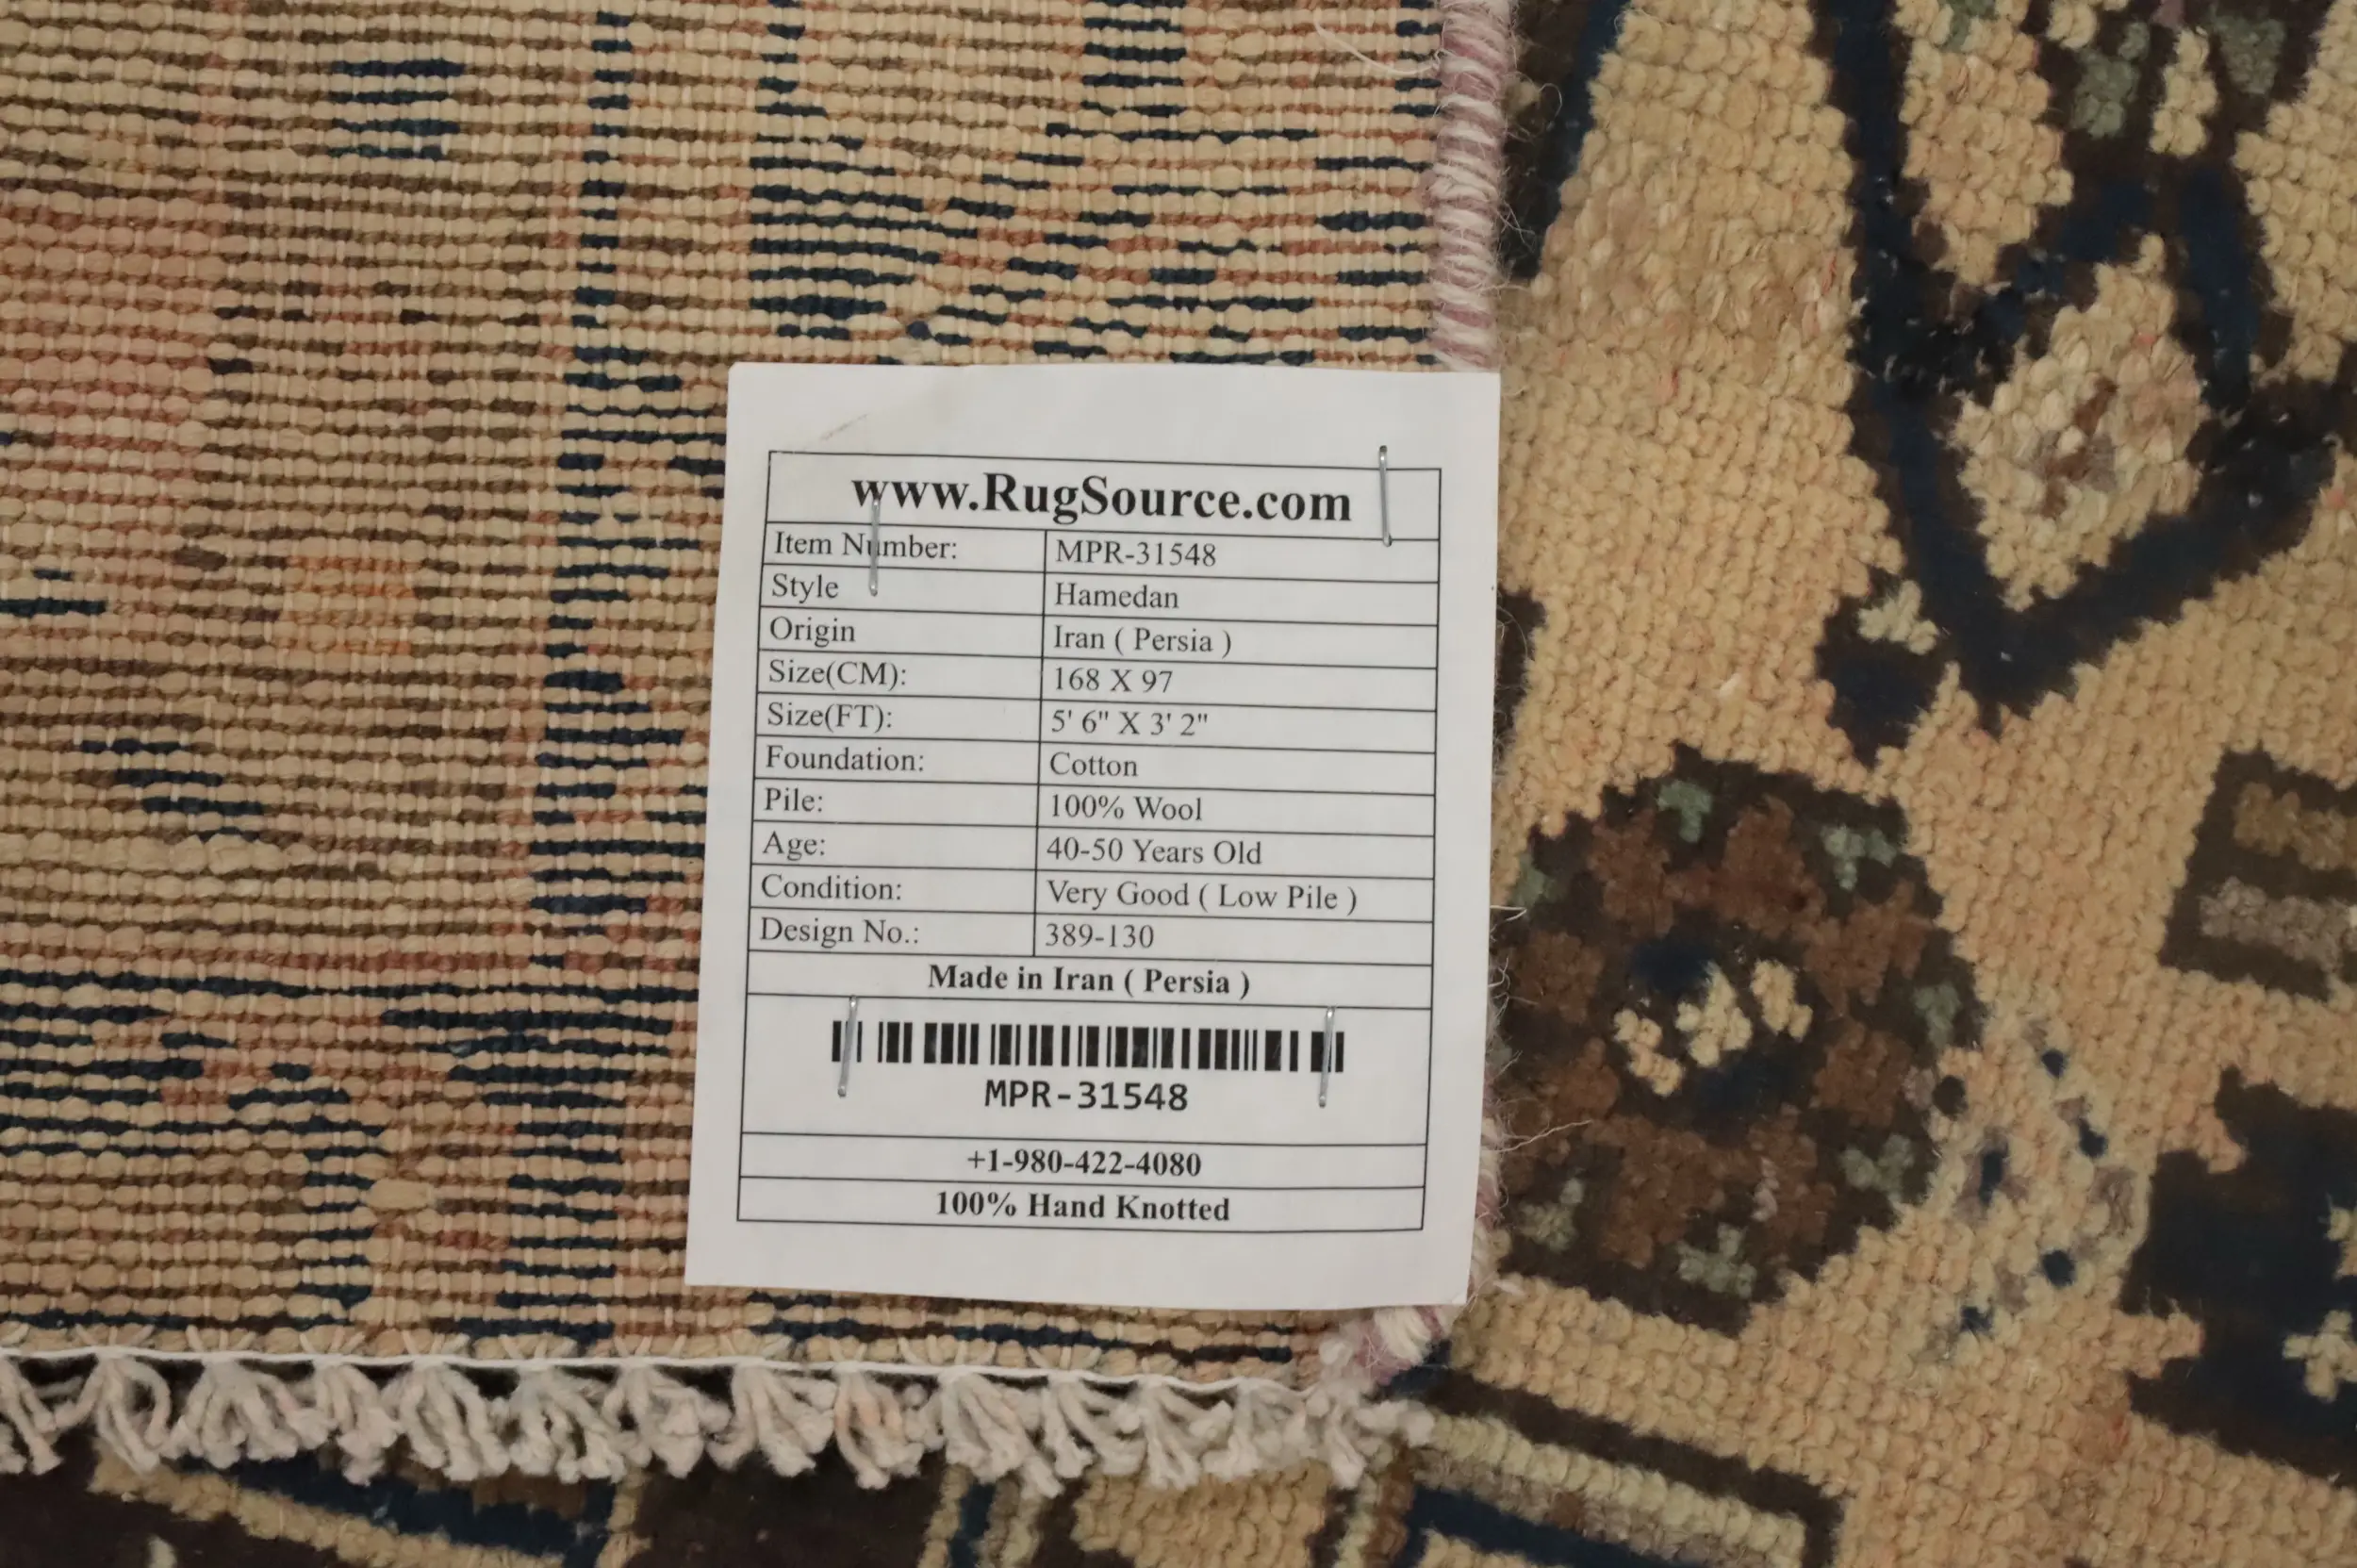 www.RugSource.com
Item Number: MPR-31548
Style Hamedan
Origin Iran ( Persia )
Size(CM): 168 X 97
Size(FT): 5' 6" X 3' 2"
Foundation: Cotton
Pile: 100% Wool
Age: 40-50 Years Old
Condition: Very Good ( Low Pile )
Design No.: 389-130
Made in Iran ( Persia )
MPR-31548
+1-980-422-4080
100% Hand Knotted